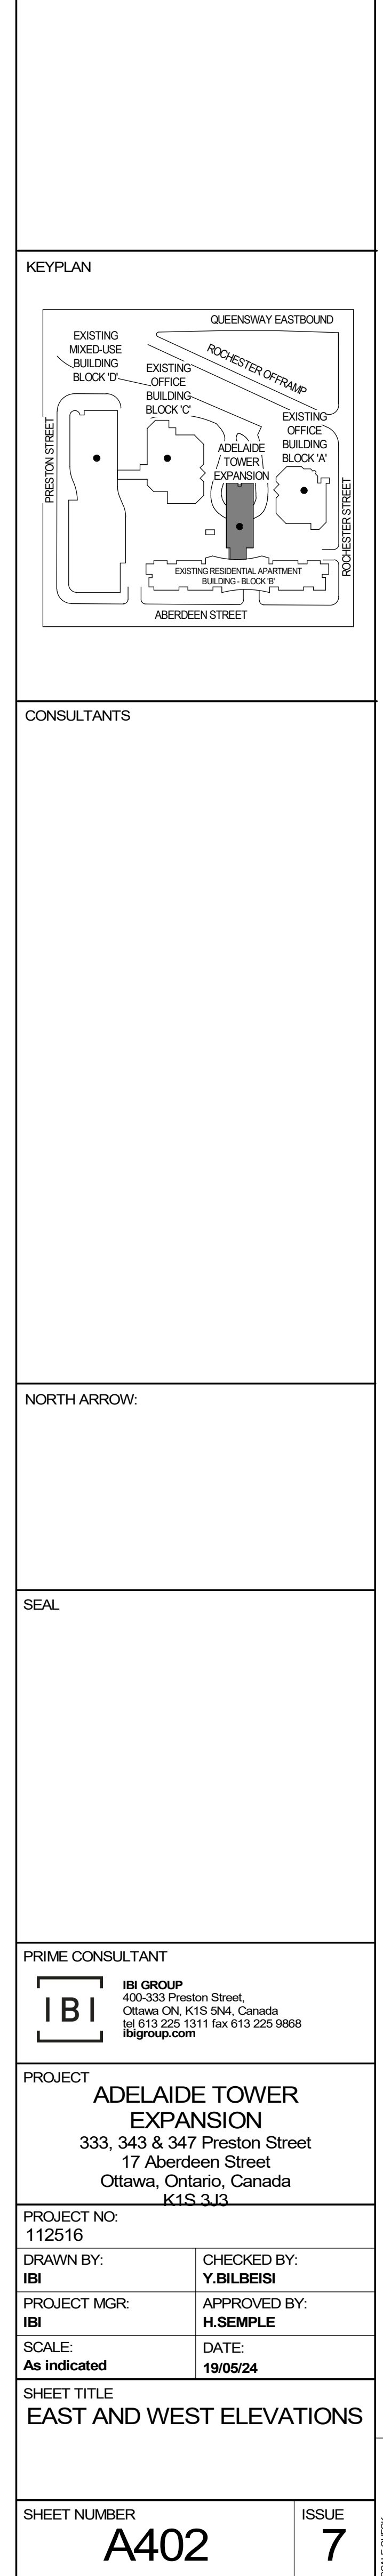 KEYPLAN
QUEENSWAY EASTBOUND
EXISTING
MIXED-USE
BUILDING
BLOCK 'D'
ROCHESTER OFFRAMP
EXISTING
OFFICE
BUILDING
BLOCK 'C'
EXISTING
OFFICE
BUILDING
BLOCK 'A'
ADELAIDE
TOWER
EXPANSION
PRESTON STREET
ROCHESTER STREET
EXISTING RESIDENTIAL APARTMENT
BUILDING - BLOCK 'B'
ABERDEEN STREET
CONSULTANTS
NORTH ARROW:
SEAL
PRIME CONSULTANT
IBI
IBI GROUP
400-333 Preston Street,
Ottawa ON, K1S 5N4, Canada
tel 613 225 1311 fax 613 225 9868
ibigroup.com
PROJECT
ADELAIDE TOWER
EXPANSION
333, 343 & 347 Preston Street
17 Aberdeen Street
Ottawa, Ontario, Canada
K1S 3J3
PROJECT NO:
112516
DRAWN BY:
IBI
CHECKED BY:
Y.BILBEISI
PROJECT MGR:
IBI
APPROVED BY:
H.SEMPLE
SCALE:
As indicated
DATE:
19/05/24
SHEET TITLE
EAST AND WEST ELEVATIONS
SHEET NUMBER
A402
ISSUE
7